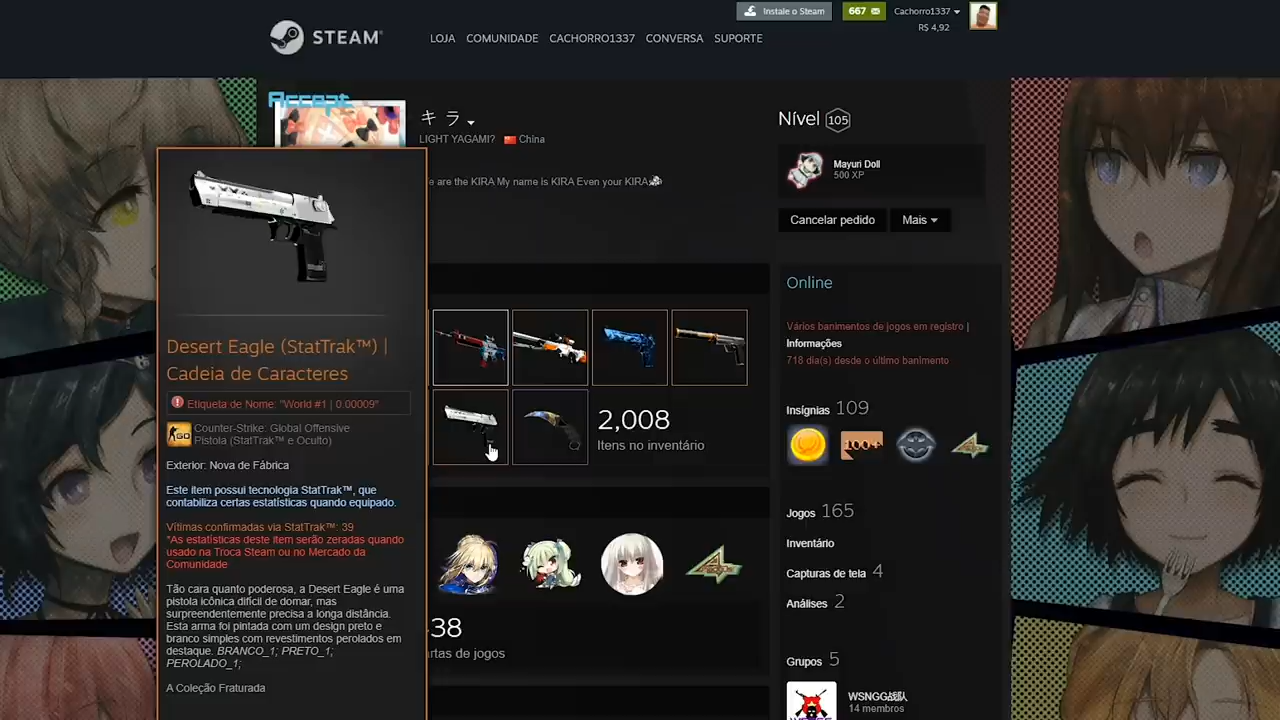 Instale o Steam
667
Cachorro1337
R$ 4,92
STEAM
LOJA COMUNIDADE CACHORRO1337 CONVERSA SUPORTE
Accept
キ ラ
LIGHT YAGAMI? China
e are the KIRA My name is KIRA Even your KIRA
Nível 105
Mayuri Doll
500 XP
Cancelar pedido
Mais
Desert Eagle (StatTrak™) |
Cadeia de Caracteres
Etiqueta de Nome: "World #1 | 0.00009"
GO
Counter-Strike: Global Offensive
Pistola (StatTrak™ e Oculto)
Exterior: Nova de Fábrica
Este item possui tecnologia StatTrak™, que
contabiliza certas estatísticas quando equipado.
Vítimas confirmadas via StatTrak™: 39
*As estatísticas deste item serão zeradas quando
usado na Troca Steam ou no Mercado da
Comunidade
Tão cara quanto poderosa, a Desert Eagle é uma
pistola icônica difícil de domar, mas
surpreendentemente precisa a longa distância.
Esta arma foi pintada com um design preto e
branco simples com revestimentos perolados em
destaque. BRANCO_1; PRETO_1;
PEROLADO_1;
A Coleção Fraturada
2,008
Itens no inventário
38
rtas de jogos
Online
Vários banimentos de jogos em registro |
Informações
718 dia(s) desde o último banimento
Insígnias 109
100+
Jogos 165
Inventário
Capturas de tela 4
Análises 2
Grupos 5
WSNGG战队
14 membros